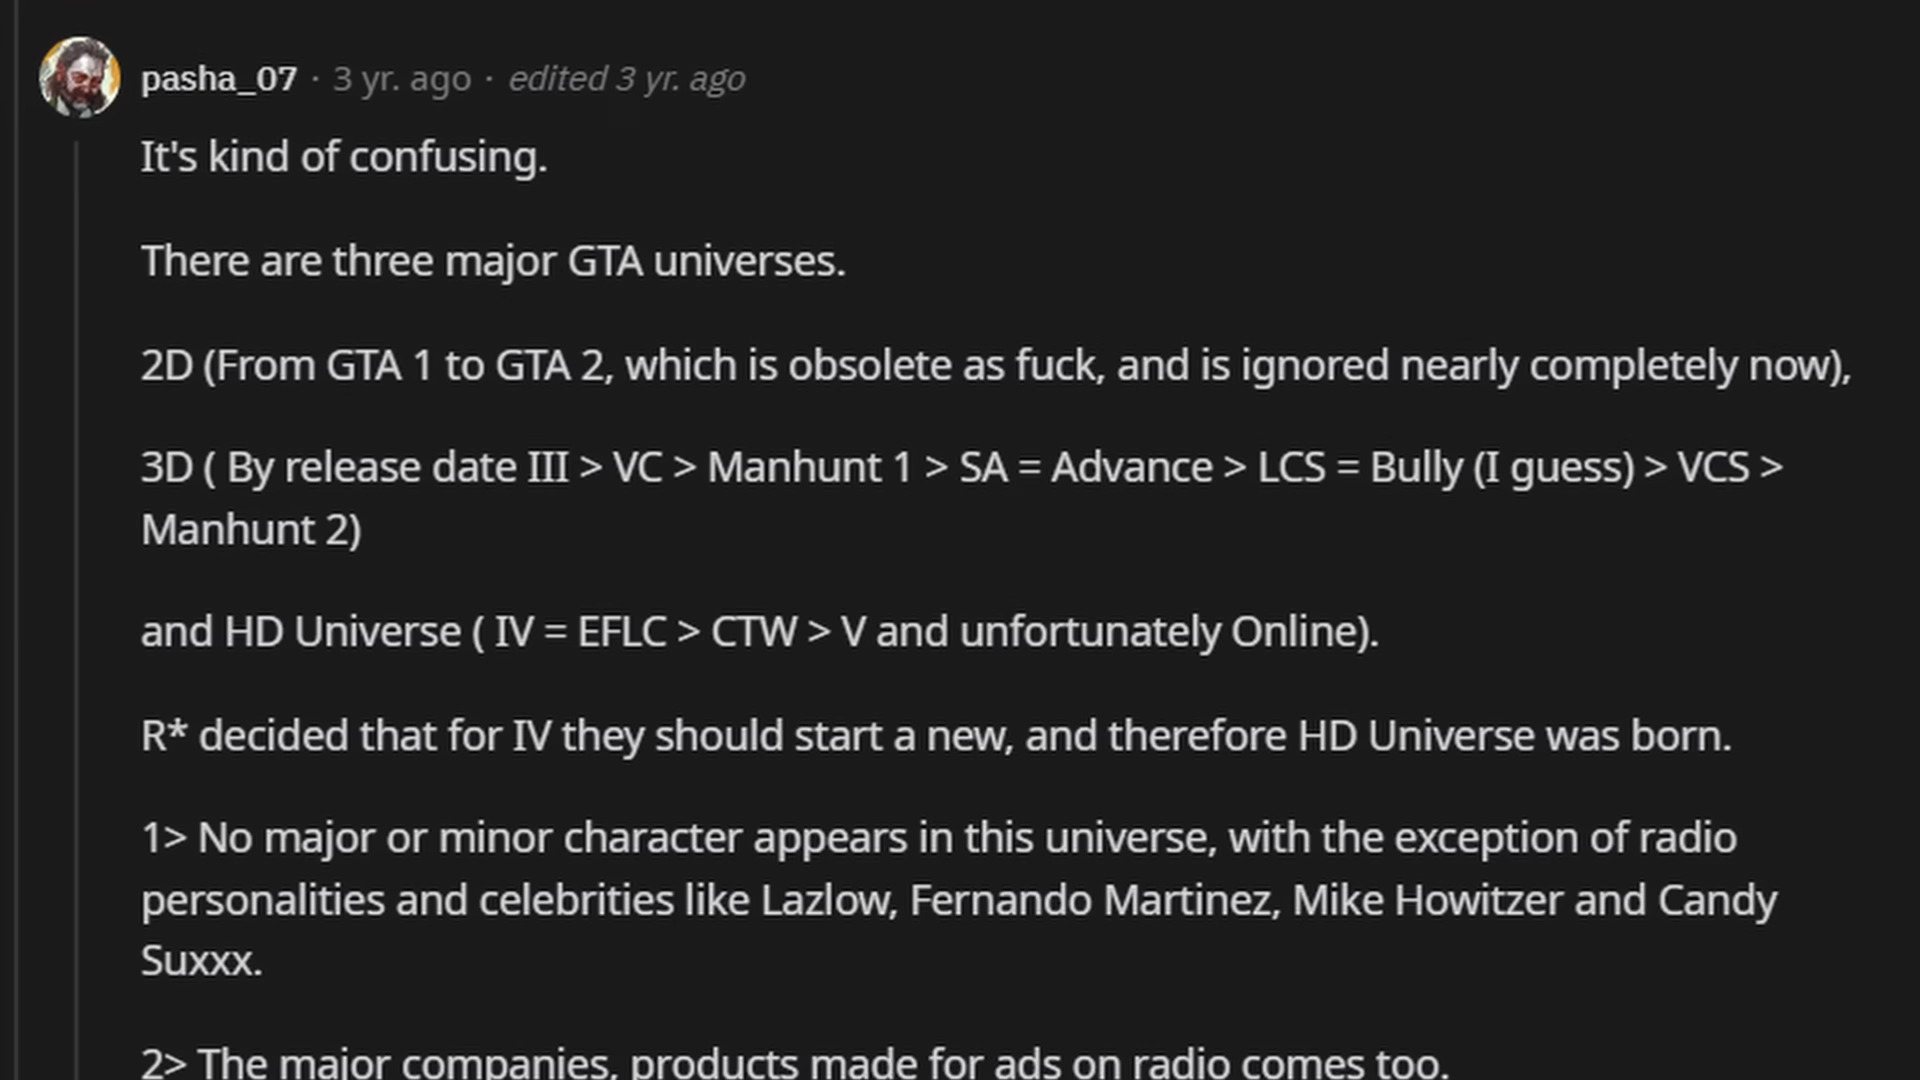 pasha_07 · 3 yr. ago · edited 3 yr. ago
It's kind of confusing.
There are three major GTA universes.
2D (From GTA 1 to GTA 2, which is obsolete as fuck, and is ignored nearly completely now),
3D ( By release date III > VC > Manhunt 1 > SA = Advance > LCS = Bully (I guess) > VCS >
Manhunt 2)
and HD Universe ( IV = EFLC > CTW > V and unfortunately Online).
R* decided that for IV they should start a new, and therefore HD Universe was born.
1> No major or minor character appears in this universe, with the exception of radio
personalities and celebrities like Lazlow, Fernando Martinez, Mike Howitzer and Candy
Suxxx.
2> The major companies, products made for ads on radio comes too.